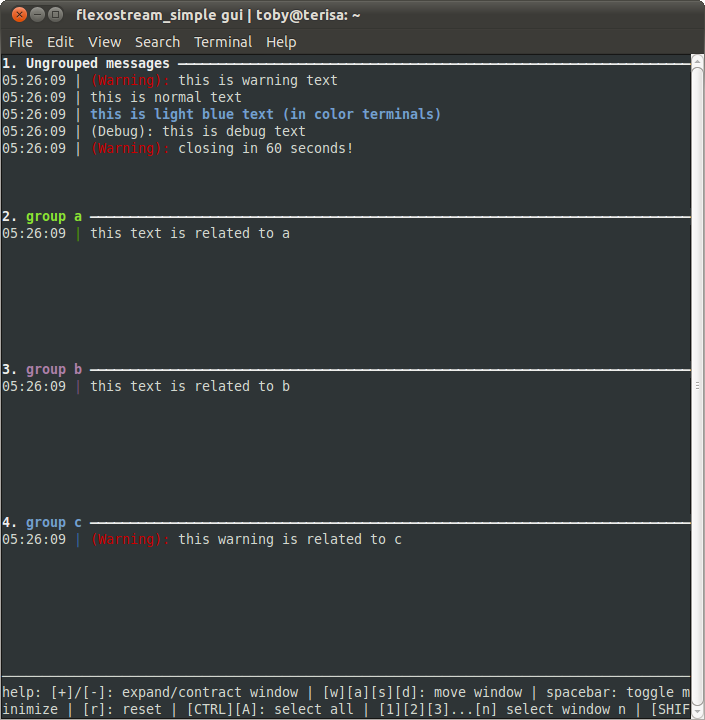 flexostream_simple gui | toby@terisa: ~
File Edit View Search Terminal Help
1. Ungrouped messages
05:26:09 | (Warning): this is warning text
05:26:09 | this is normal text
05:26:09 | this is light blue text (in color terminals)
05:26:09 | (Debug): this is debug text
05:26:09 | (Warning): closing in 60 seconds!
2. group a
05:26:09 | this text is related to a
3. group b
05:26:09 | this text is related to b
4. group c
05:26:09 | (Warning): this warning is related to c
help: [+]/[-]: expand/contract window | [w][a][s][d]: move window | spacebar: toggle m
inimize | [r]: reset | [CTRL][A]: select all | [1][2][3]...[n] select window n | [SHIF